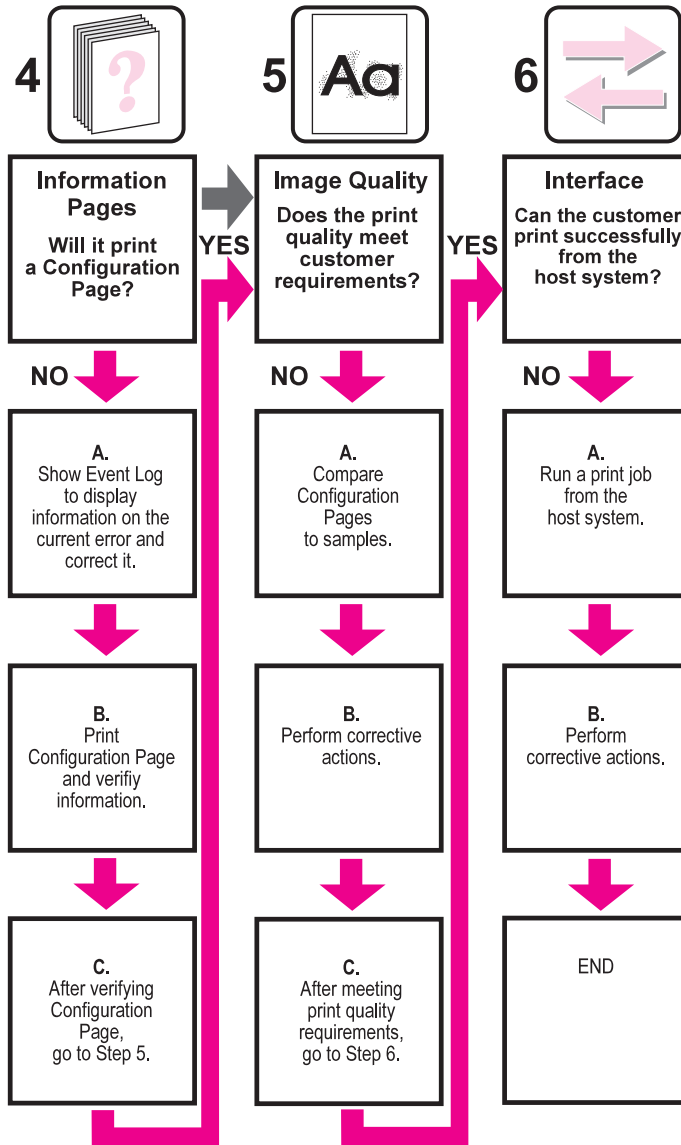 4
?
Information
Pages
Will it print
a Configuration
Page?
YES
NO
A.
Show Event Log
to display
information on the
current error and
correct it.
B.
Print
Configuration Page
and verifiy
information.
C.
After verifying
Configuration
Page,
go to Step 5.
5
Aa
Image Quality
Does the print
quality meet
customer
requirements?
YES
NO
A.
Compare
Configuration
Pages
to samples.
B.
Perform corrective
actions.
C.
After meeting
print quality
requirements,
go to Step 6.
6
Interface
Can the customer
print successfully
from the
host system?
NO
A.
Run a print job
from the
host system.
B.
Perform
corrective actions.
END